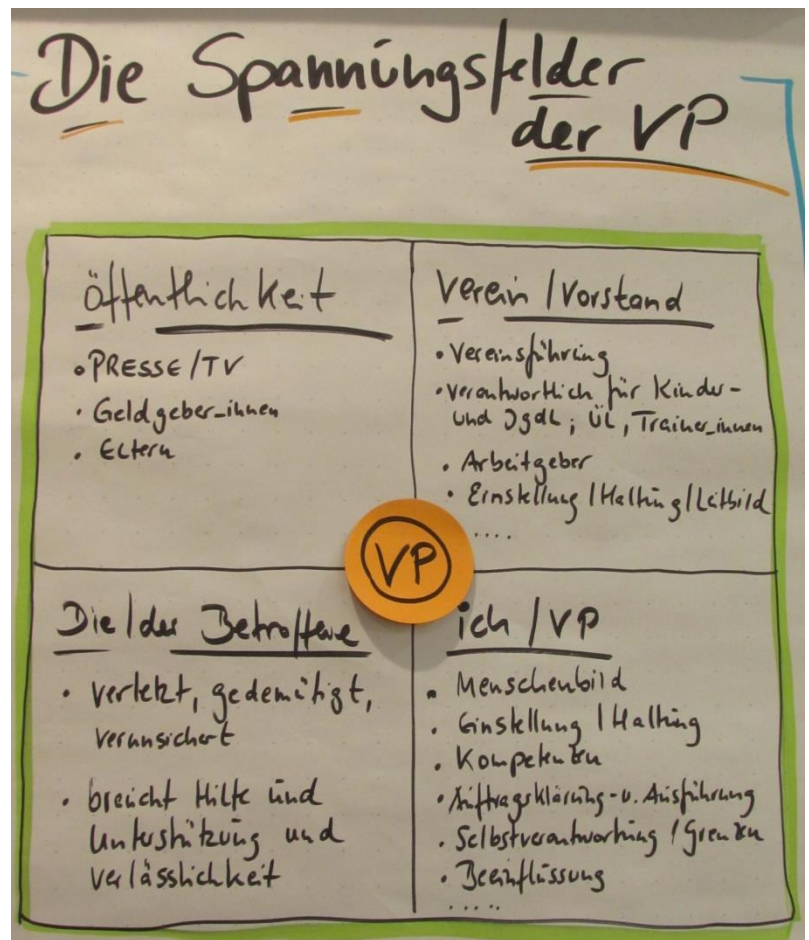 Die Spannungsfelder
der VP
Öffentlichkeit
• PRESSE/TV
• Geldgeber_innen
• Eltern
Verein/Vorstand
• Vereinsführung
• verantwortlich für Kinder-
und Jgdl; ÜL, Trainer_innen
• Arbeitgeber
• Einstellung/Haltung/Leitbild
....
VP
Die/der Betroffene
• verletzt, gedemütigt,
verunsichert
• braucht Hilfe und
Unterstützung und
Verlässlichkeit
ich/VP
• Menschenbild
• Einstellung/Haltung
• Kompetenzen
• Auftragsklärung-u. Ausführung
• Selbstverantwortung/Grenzen
• Beeinflussung
.....